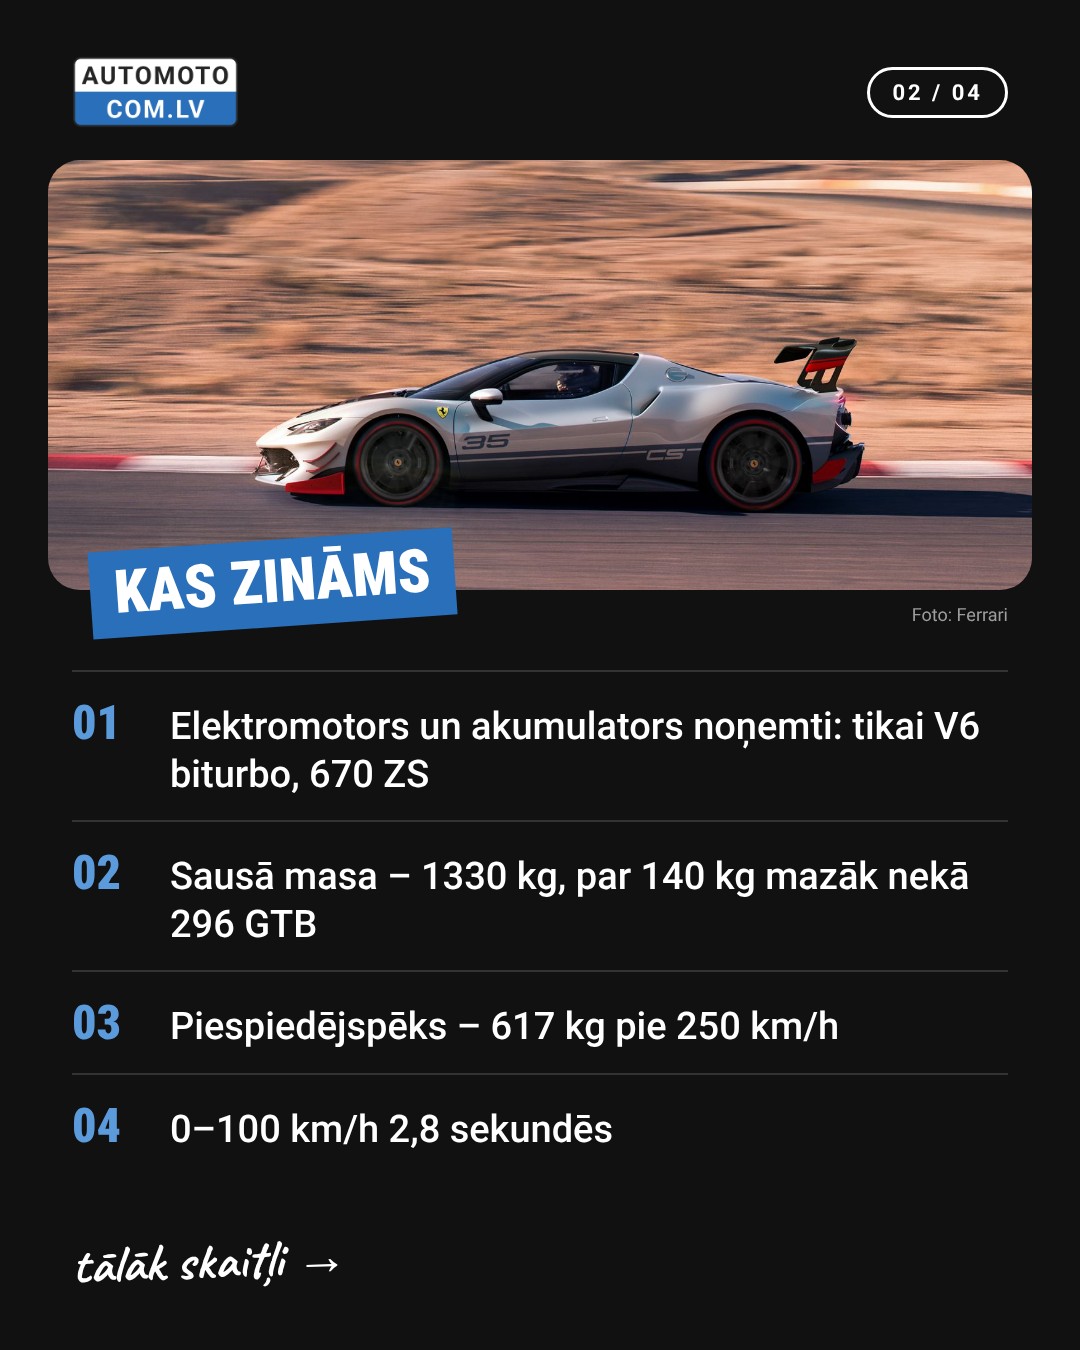 AUTOMOTO
COM.LV
02 / 04
35
CS
KAS ZINĀMS
Foto: Ferrari
01
Elektromotors un akumulators noņemti: tikai V6
biturbo, 670 ZS
02
Sausā masa – 1330 kg, par 140 kg mazāk nekā
296 GTB
03
Piespiedējspēks – 617 kg pie 250 km/h
04
0–100 km/h 2,8 sekundēs
tālāk skaitļi →